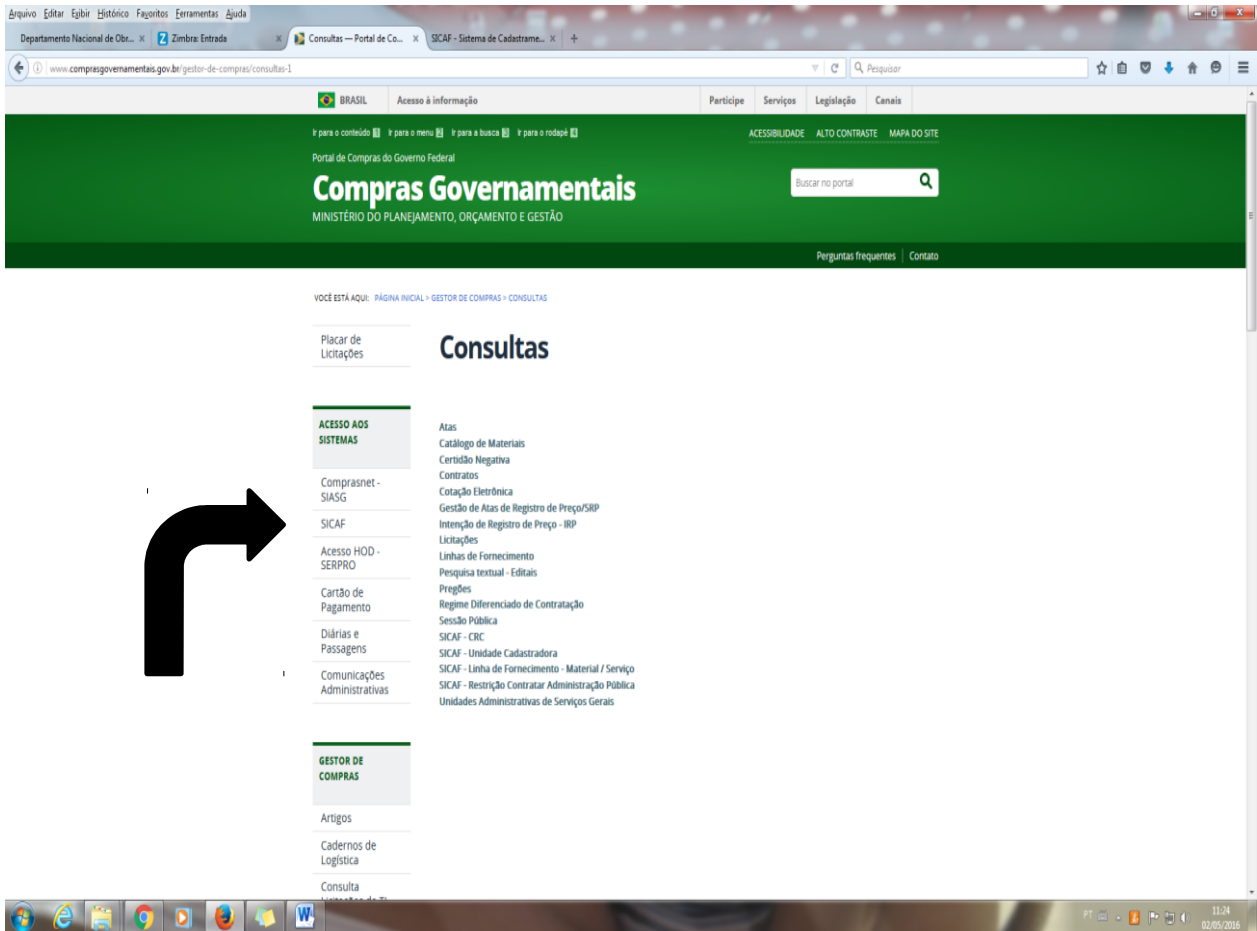 Arquivo Editar Exibir Histórico Favoritos Ferramentas Ajuda
Departamento Nacional de Obr... × Z Zimbra: Entrada × Consultas — Portal de Co... × SICAF - Sistema de Cadastrame... × +
www.comprasgovernamentais.gov.br/gestor-de-compras/consultas-1 Pesquisar
BRASIL Acesso à informação Participe Serviços Legislação Canais
Ir para o conteúdo 1 Ir para o menu 2 Ir para a busca 3 Ir para o rodapé 4 ACESSIBILIDADE ALTO CONTRASTE MAPA DO SITE
Portal de Compras do Governo Federal
Compras Governamentais
Buscar no portal
MINISTÉRIO DO PLANEJAMENTO, ORÇAMENTO E GESTÃO
Perguntas frequentes Contato
VOCÊ ESTÁ AQUI: PÁGINA INICIAL > GESTOR DE COMPRAS > CONSULTAS
Placar de
Licitações
ACESSO AOS
SISTEMAS
Comprasnet -
SIASG
SICAF
Acesso HOD -
SERPRO
Cartão de
Pagamento
Diárias e
Passagens
Comunicações
Administrativas
GESTOR DE
COMPRAS
Artigos
Cadernos de
Logística
Consulta
Consultas
Atas
Catálogo de Materiais
Certidão Negativa
Contratos
Cotação Eletrônica
Gestão de Atas de Registro de Preço/SRP
Intenção de Registro de Preço - IRP
Licitações
Linhas de Fornecimento
Pesquisa textual - Editais
Pregões
Regime Diferenciado de Contratação
Sessão Pública
SICAF - CRC
SICAF - Unidade Cadastradora
SICAF - Linha de Fornecimento - Material / Serviço
SICAF - Restrição Contratar Administração Pública
Unidades Administrativas de Serviços Gerais
PT 11:24
02/05/2016